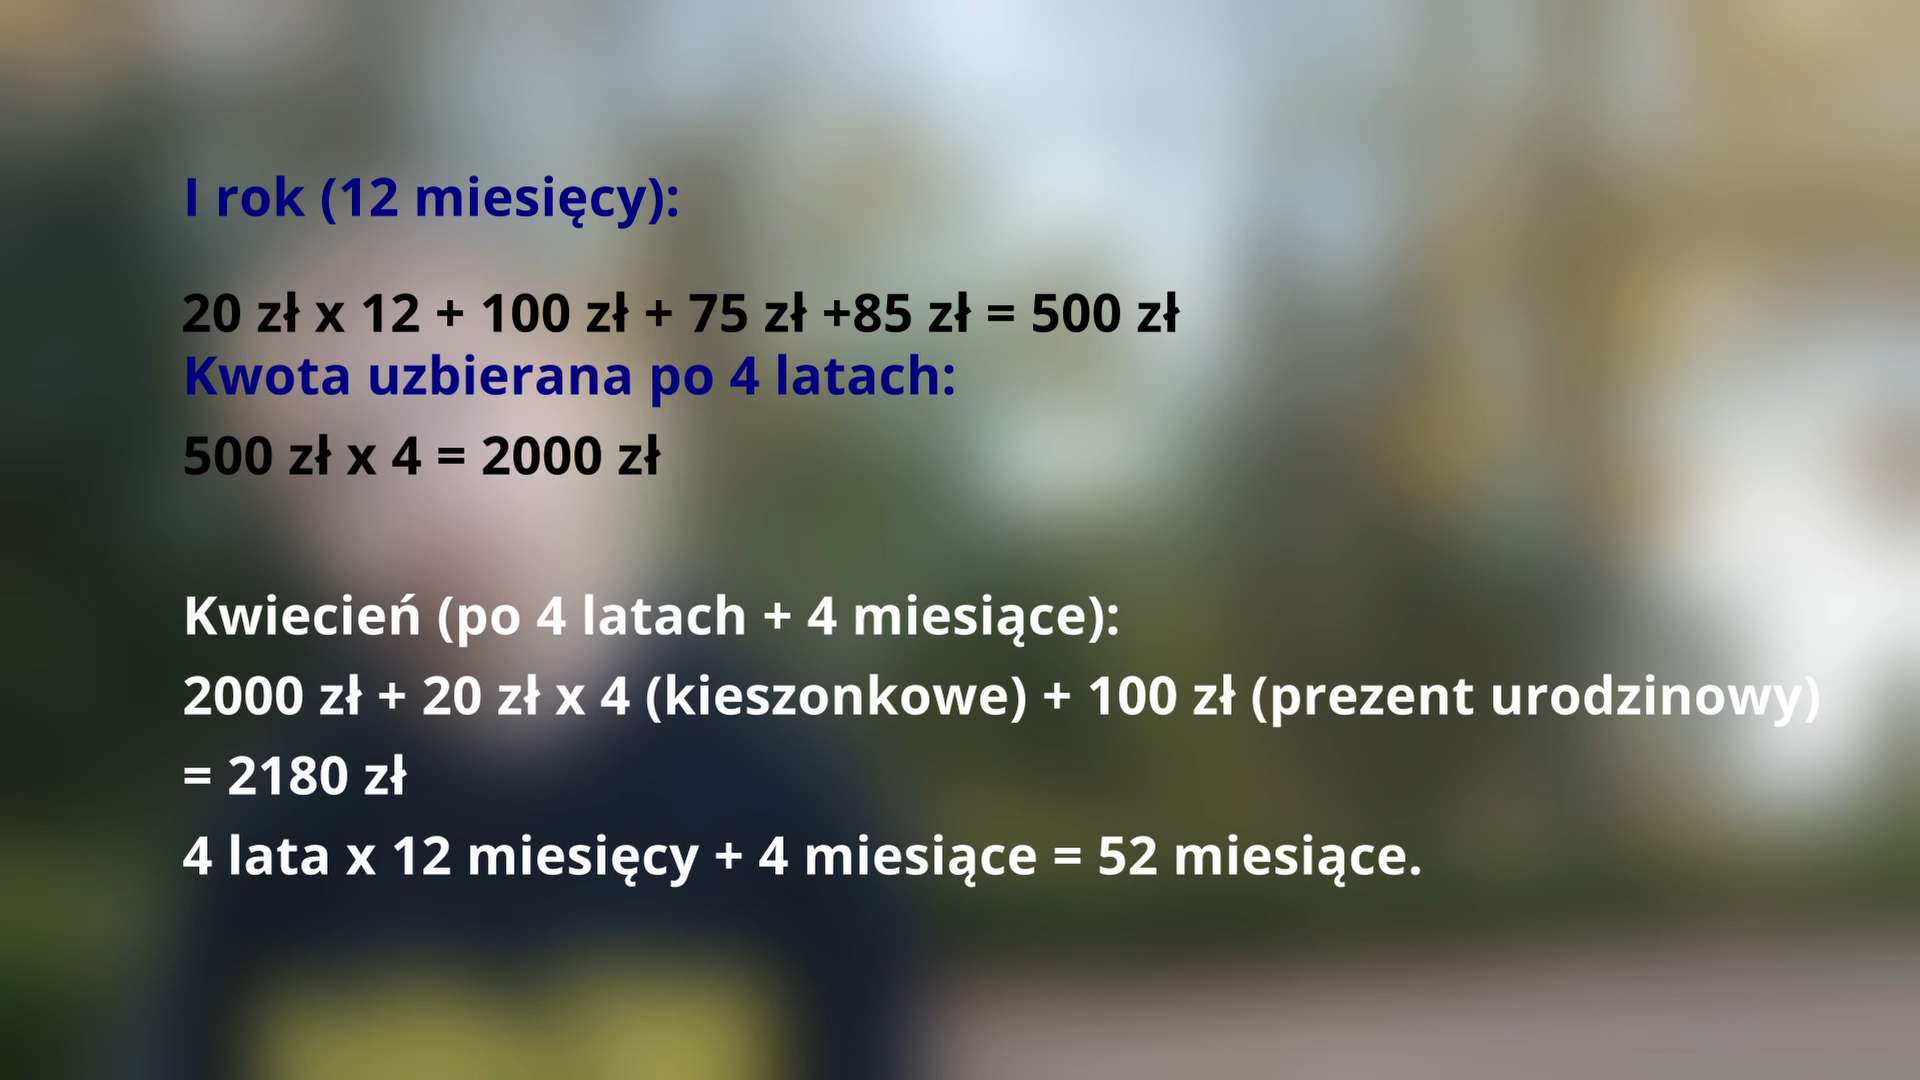 I rok (12 miesięcy):
20 zł x 12 + 100 zł + 75 zł +85 zł = 500 zł
Kwota uzbierana po 4 latach:
500 zł x 4 = 2000 zł
Kwiecień (po 4 latach + 4 miesiące):
2000 zł + 20 zł x 4 (kieszonkowe) + 100 zł (prezent urodzinowy)
= 2180 zł
4 lata x 12 miesięcy + 4 miesiące = 52 miesiące.